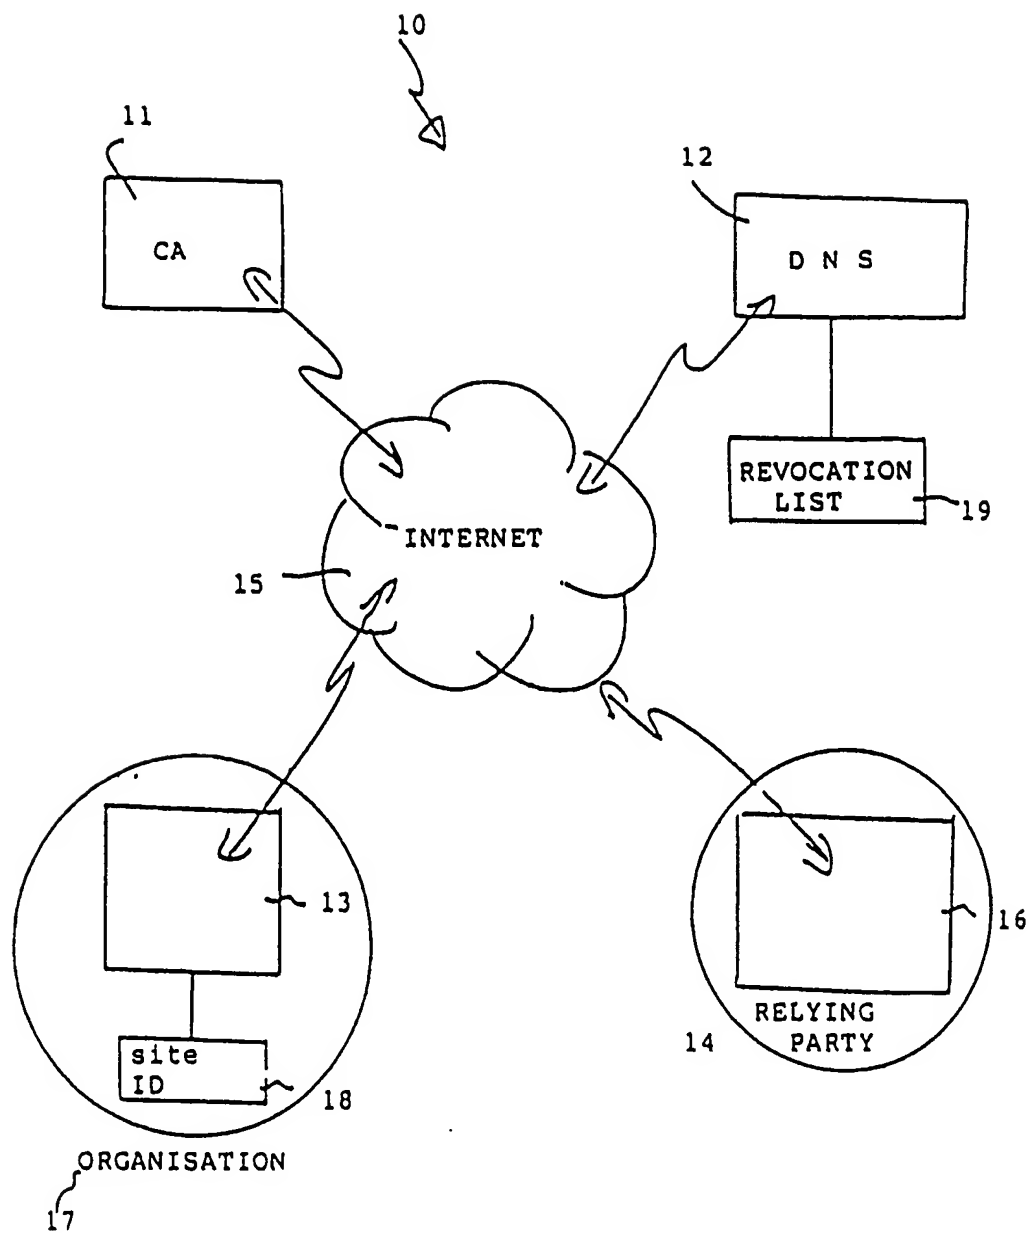 10
11
12
CA
D N S
REVOCATION
LIST
19
INTERNET
15
13
16
RELYING
PARTY
14
site
ID
18
ORGANISATION
17